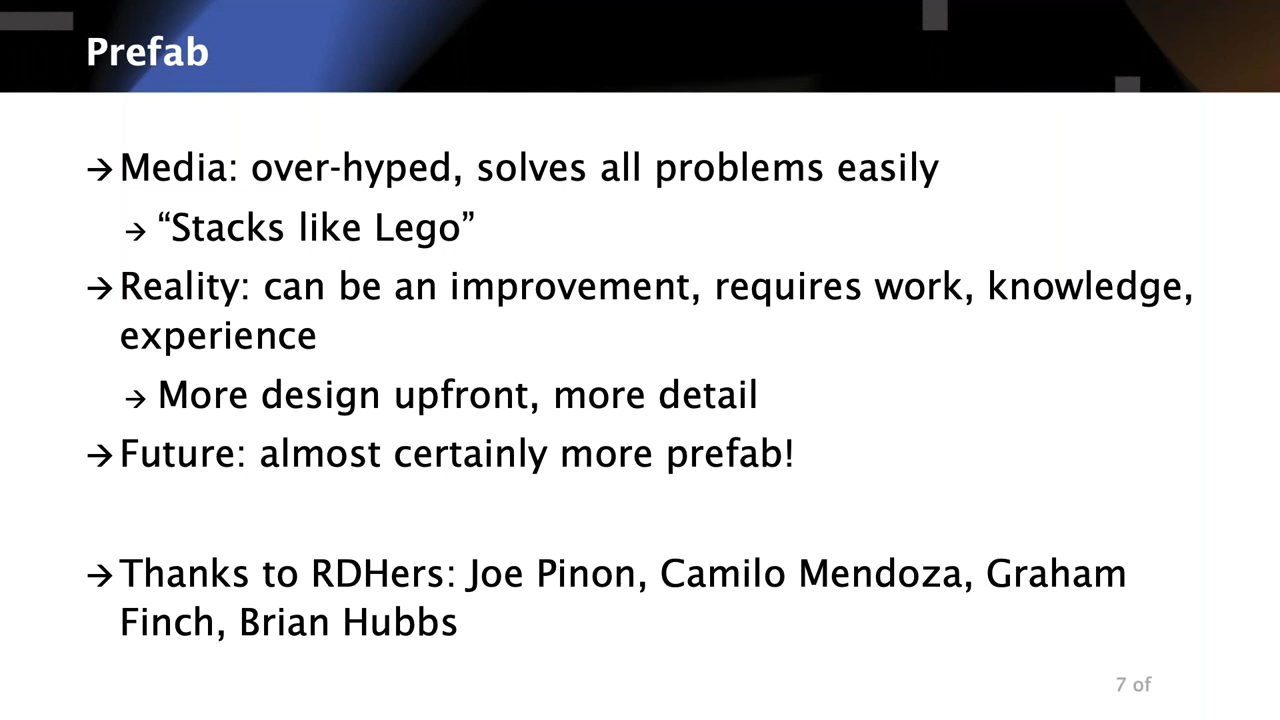 Prefab
→Media: over-hyped, solves all problems easily
→ “Stacks like Lego”
→Reality: can be an improvement, requires work, knowledge,
experience
→ More design upfront, more detail
→Future: almost certainly more prefab!
→Thanks to RDHers: Joe Pinon, Camilo Mendoza, Graham
Finch, Brian Hubbs
7 of